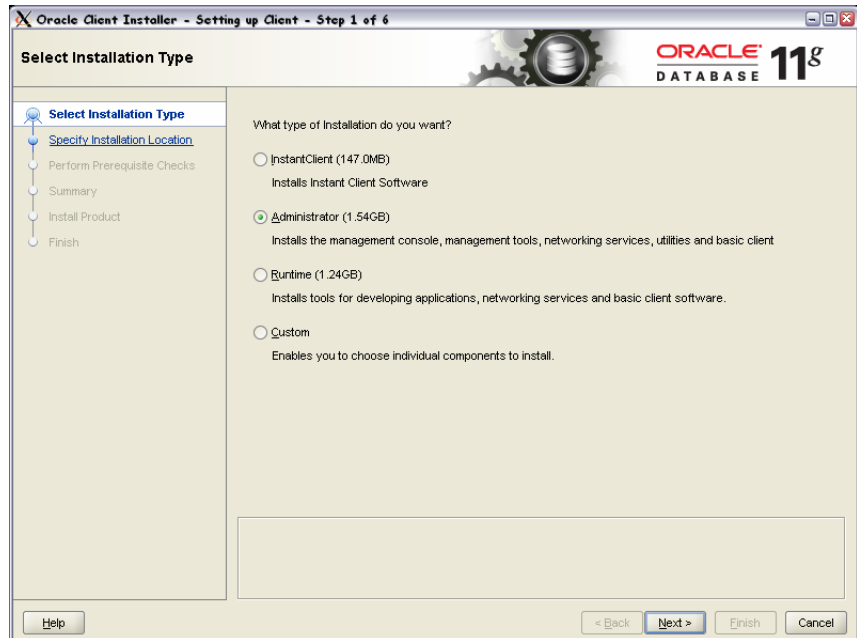 Oracle Client Installer - Setting up Client - Step 1 of 6
Select Installation Type
ORACLE
DATABASE 11g
Select Installation Type
Specify Installation Location
Perform Prerequisite Checks
Summary
Install Product
Finish
What type of Installation do you want?
InstantClient (147.0MB)
Installs Instant Client Software
Administrator (1.54GB)
Installs the management console, management tools, networking services, utilities and basic client
Runtime (1.24GB)
Installs tools for developing applications, networking services and basic client software.
Custom
Enables you to choose individual components to install.
Help
< Back
Next >
Finish
Cancel